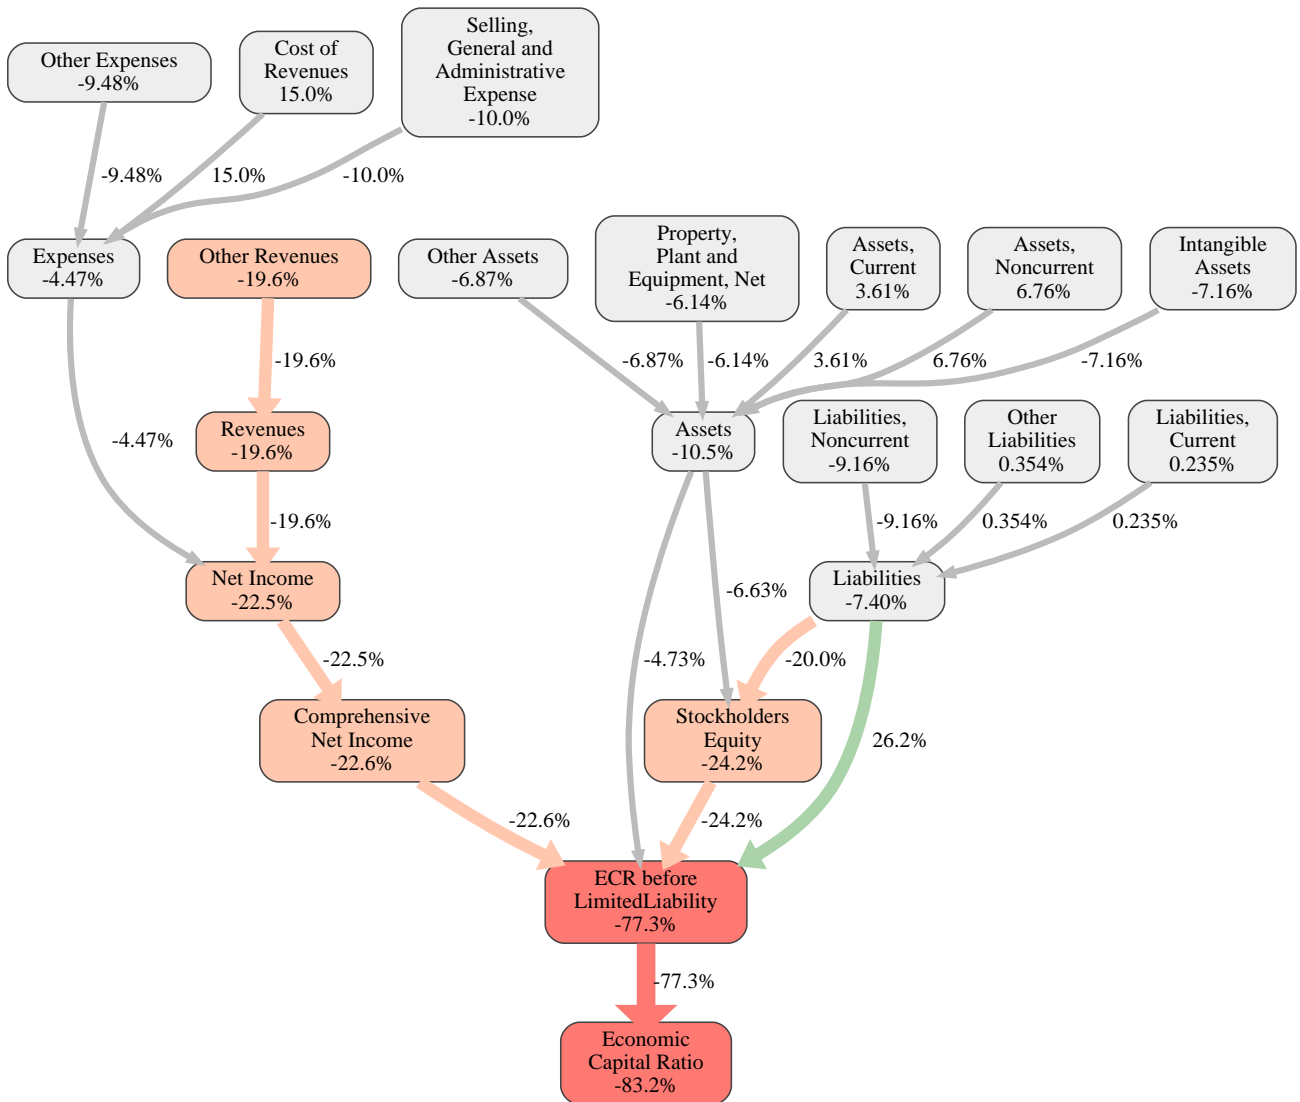 Other Expenses
-9.48%
Cost of
Revenues
15.0%
Selling,
General and
Administrative
Expense
-10.0%
-9.48%
15.0%
-10.0%
Expenses
-4.47%
Other Revenues
-19.6%
Other Assets
-6.87%
Property,
Plant and
Equipment, Net
-6.14%
Assets,
Current
3.61%
Assets,
Noncurrent
6.76%
Intangible
Assets
-7.16%
-19.6%
-6.87%
-6.14%
3.61%
6.76%
-7.16%
-4.47%
Revenues
-19.6%
Assets
-10.5%
Liabilities,
Noncurrent
-9.16%
Other
Liabilities
0.354%
Liabilities,
Current
0.235%
-19.6%
-9.16%
0.354%
0.235%
Net Income
-22.5%
-6.63%
Liabilities
-7.40%
-22.5%
-4.73%
-20.0%
26.2%
Comprehensive
Net Income
-22.6%
Stockholders
Equity
-24.2%
-22.6%
-24.2%
ECR before
LimitedLiability
-77.3%
-77.3%
Economic
Capital Ratio
-83.2%